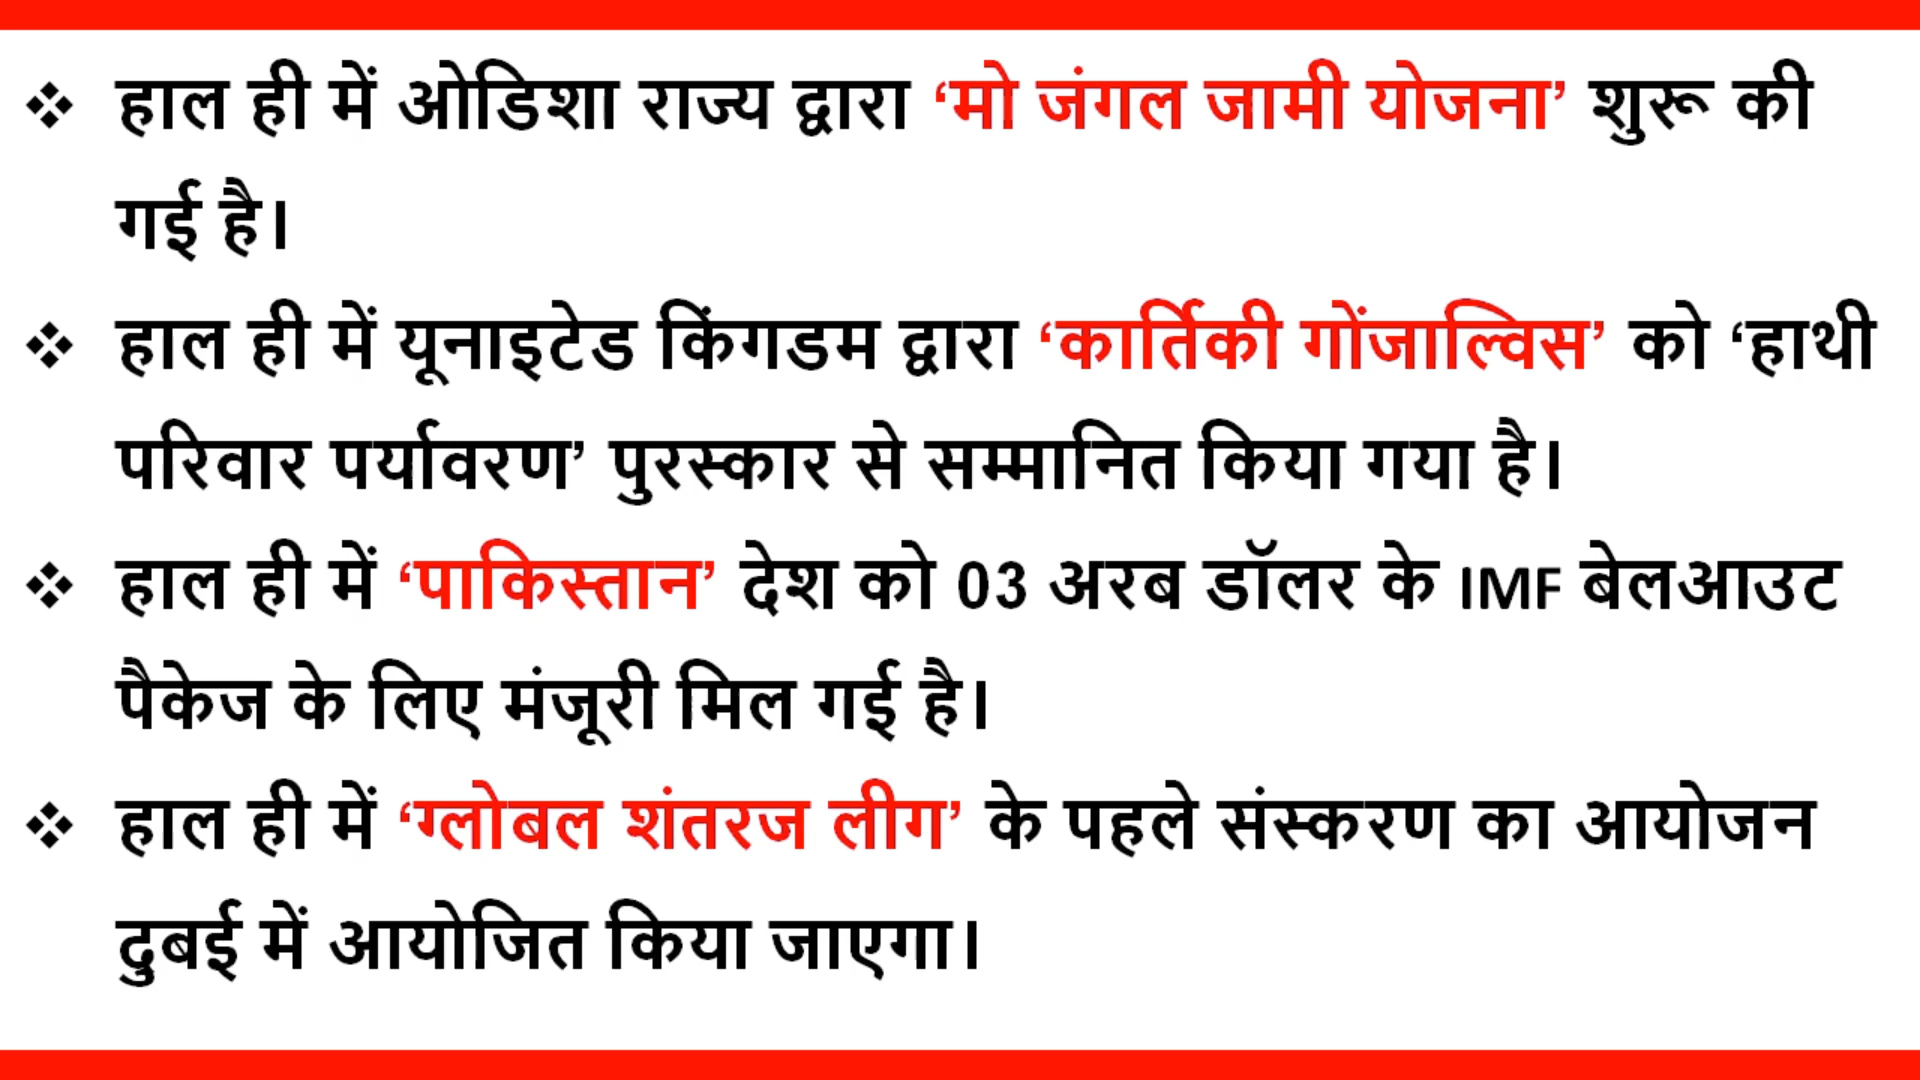 ❖ हाल ही में ओडिशा राज्य द्वारा ‘मो जंगल जामी योजना’ शुरू की
गई है।
❖ हाल ही में यूनाइटेड किंगडम द्वारा ‘कार्तिकी गोंजाल्विस’ को ‘हाथी
परिवार पर्यावरण’ पुरस्कार से सम्मानित किया गया है।
❖ हाल ही में ‘पाकिस्तान’ देश को 03 अरब डॉलर के IMF बेलआउट
पैकेज के लिए मंजूरी मिल गई है।
❖ हाल ही में ‘ग्लोबल शंतरज लीग’ के पहले संस्करण का आयोजन
दुबई में आयोजित किया जाएगा।